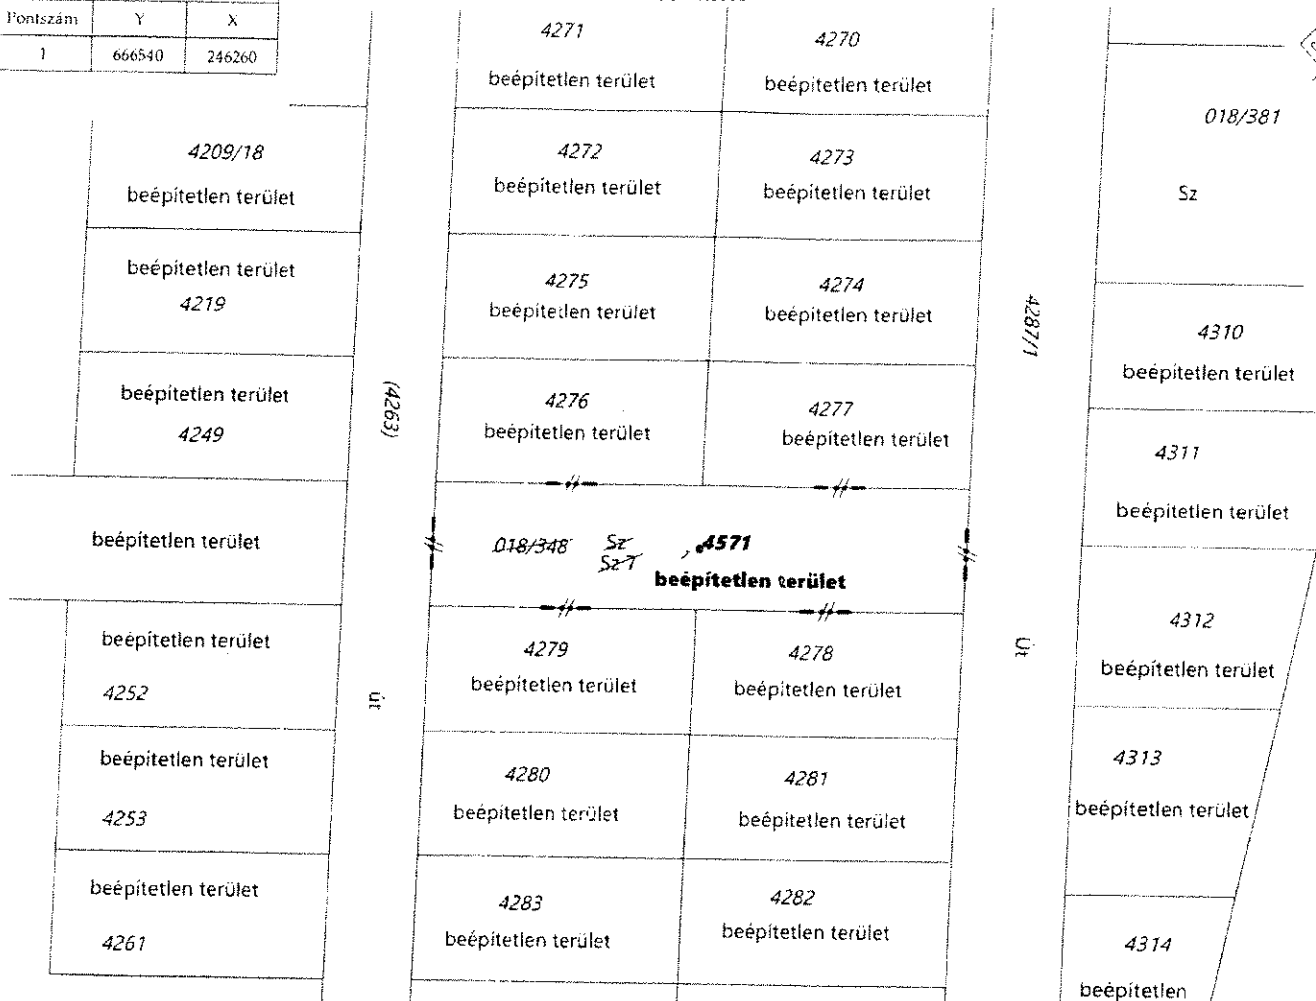 Pontszám Y X
1 666540 246260
4271
beépítetlen terület
4270
beépítetlen terület
018/381
Sz
4209/18
beépítetlen terület
4272
beépítetlen terület
4273
beépítetlen terület
beépítetlen terület
4219
4275
beépítetlen terület
4274
beépítetlen terület
4287/1
4310
beépítetlen terület
beépítetlen terület
4249
(4263)
4276
beépítetlen terület
4277
beépítetlen terület
4311
beépítetlen terület
beépítetlen terület
018/348 Sz 4571
Sz 7
beépítetlen terület
beépítetlen terület
4252
út
4279
beépítetlen terület
4278
beépítetlen terület
Út
4312
beépítetlen terület
beépítetlen terület
4253
4280
beépítetlen terület
4281
beépítetlen terület
4313
beépítetlen terület
beépítetlen terület
4261
4283
beépítetlen terület
4282
beépítetlen terület
4314
beépítetlen